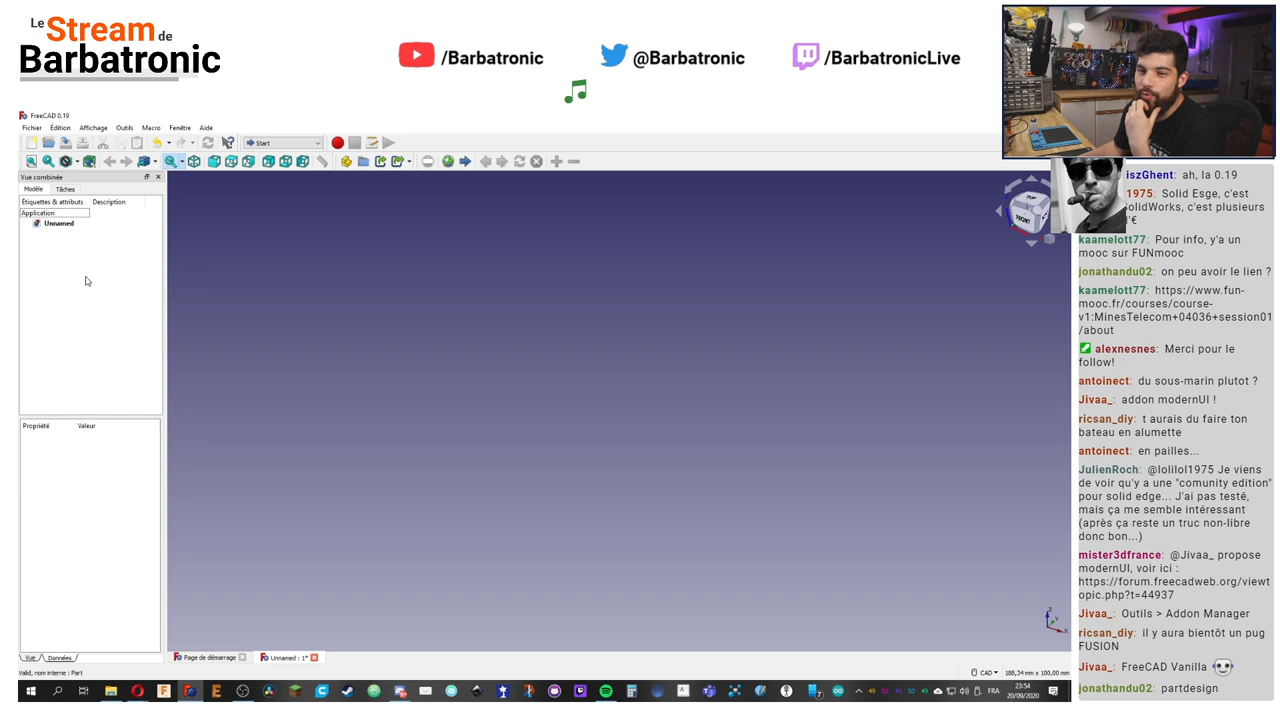 Le Stream de
Barbatronic
/Barbatronic
@Barbatronic
/BarbatronicLive
FreeCAD 0.19
Fichier Édition Affichage Outils Macro Fenêtre Aide
Start
Vue combinée
Modèle Tâches
Étiquettes & attributs Description
Application
Unnamed
TOP
FRONT
Propriété Valeur
Vue Données
Page de démarrage
Unnamed : 1*
Valid, nom interne : Part
CAD
188,34 mm x 100,00 mm
Z
Y
X
FRA
23:54
20/09/2020
iszGhent: ah, la 0.19
1975: Solid Esge, c'est
olidWorks, c'est plusieurs
'€
kaamelott77: Pour info, y'a un
mooc sur FUNmooc
jonathandu02: on peu avoir le lien ?
kaamelott77: https://www.fun-
mooc.fr/courses/course-
v1:MinesTelecom+04036+session01
/about
alexnesnes: Merci pour le
follow!
antoinect: du sous-marin plutot ?
Jivaa_: addon modernUI !
ricsan_diy: t aurais du faire ton
bateau en alumette
antoinect: en pailles...
JulienRoch: @lolilol1975 Je viens
de voir qu'y a une "comunity edition"
pour solid edge... J'ai pas testé,
mais ça me semble intéressant
(après ça reste un truc non-libre
donc bon...)
mister3dfrance: @Jivaa_ propose
modernUI, voir ici :
https://forum.freecadweb.org/viewt
opic.php?t=44937
Jivaa_: Outils > Addon Manager
ricsan_diy: il y aura bientôt un pug
FUSION
Jivaa_: FreeCAD Vanilla
jonathandu02: partdesign